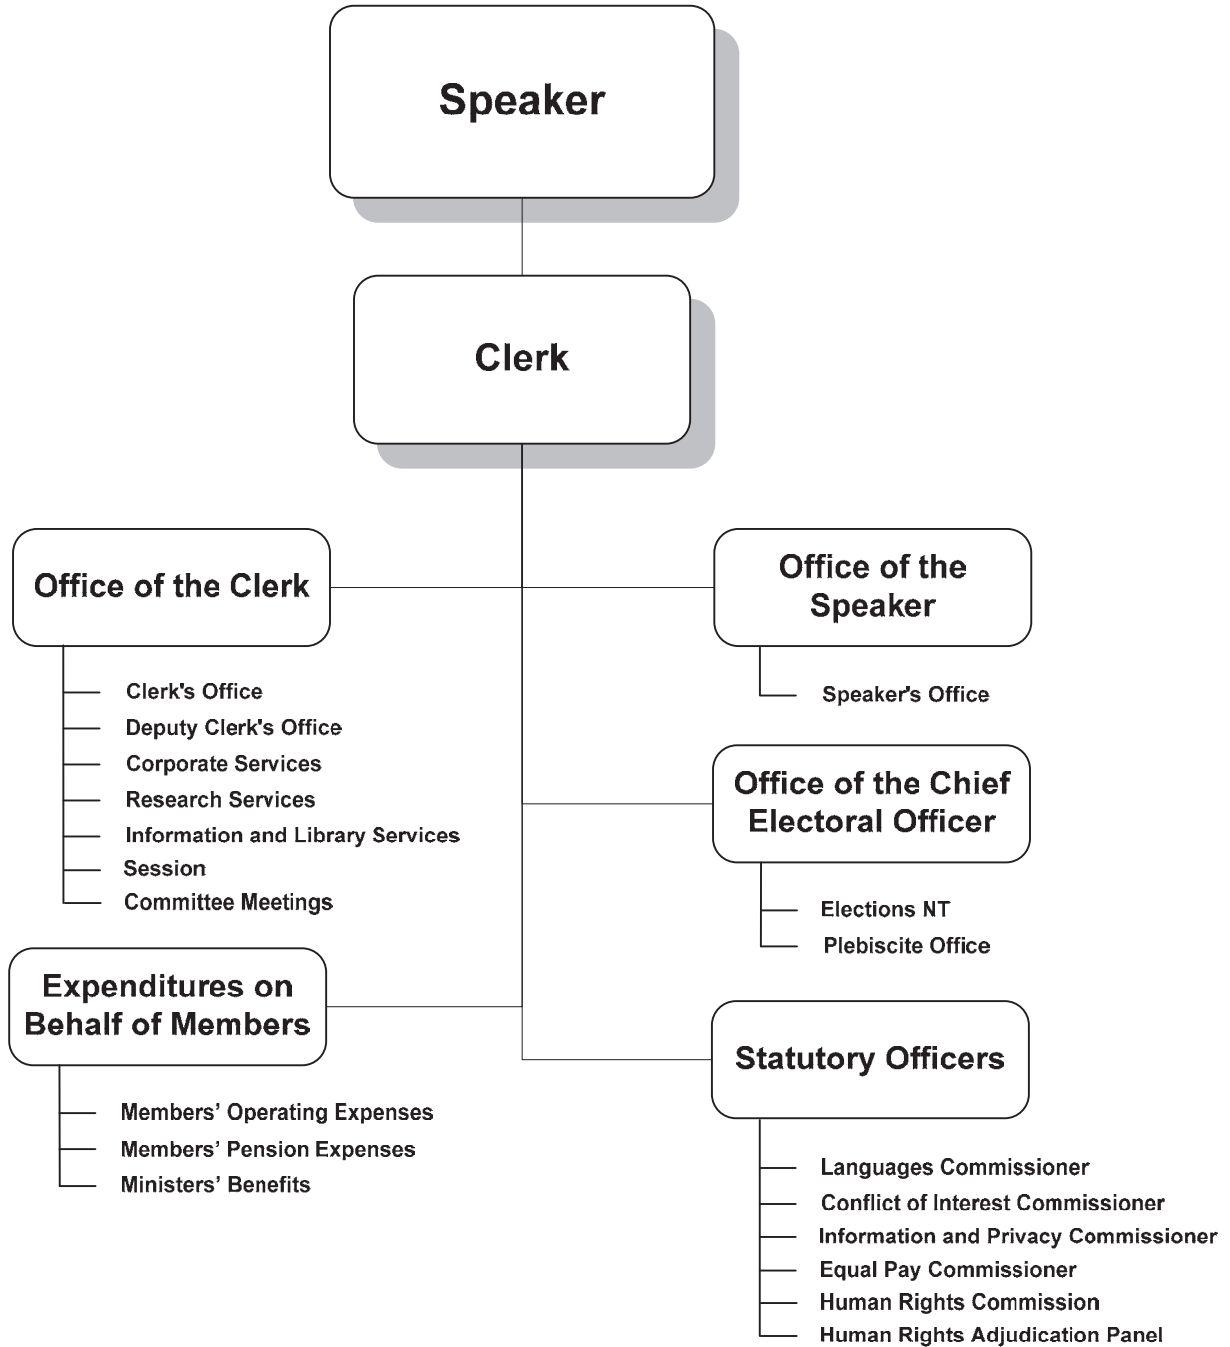 Speaker
Clerk
Office of the Clerk
Clerk's Office
Deputy Clerk's Office
Corporate Services
Research Services
Information and Library Services
Session
Committee Meetings
Expenditures on
Behalf of Members
Members’ Operating Expenses
Members’ Pension Expenses
Ministers’ Benefits
Office of the
Speaker
Speaker's Office
Office of the Chief
Electoral Officer
Elections NT
Plebiscite Office
Statutory Officers
Languages Commissioner
Conflict of Interest Commissioner
Information and Privacy Commissioner
Equal Pay Commissioner
Human Rights Commission
Human Rights Adjudication Panel